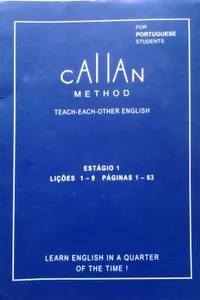 FOR
PORTUGUESE
STUDENTS
cAllAN
METHOD
TEACH-EACH-OTHER ENGLISH
ESTÁGIO 1
LIÇÕES 1 – 9 PÁGINAS 1 – 63
LEARN ENGLISH IN A QUARTER
OF THE TIME !